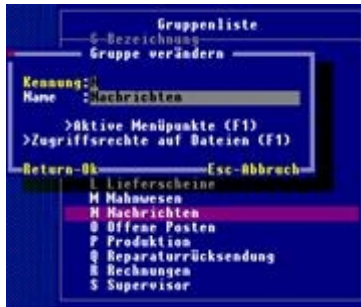 Gruppenliste
G Bezeichnung
Gruppe verändern
Kennung:
Name :Nachrichten
>Aktive Menüpunkte (F1)
>Zugriffsrechte auf Dateien (F1)
Return-Ok Esc-Abbruch
L Lieferscheine
M Mahnwesen
N Nachrichten
O Offene Posten
P Produktion
Q Reparaturrücksendung
R Rechnungen
S Supervisor